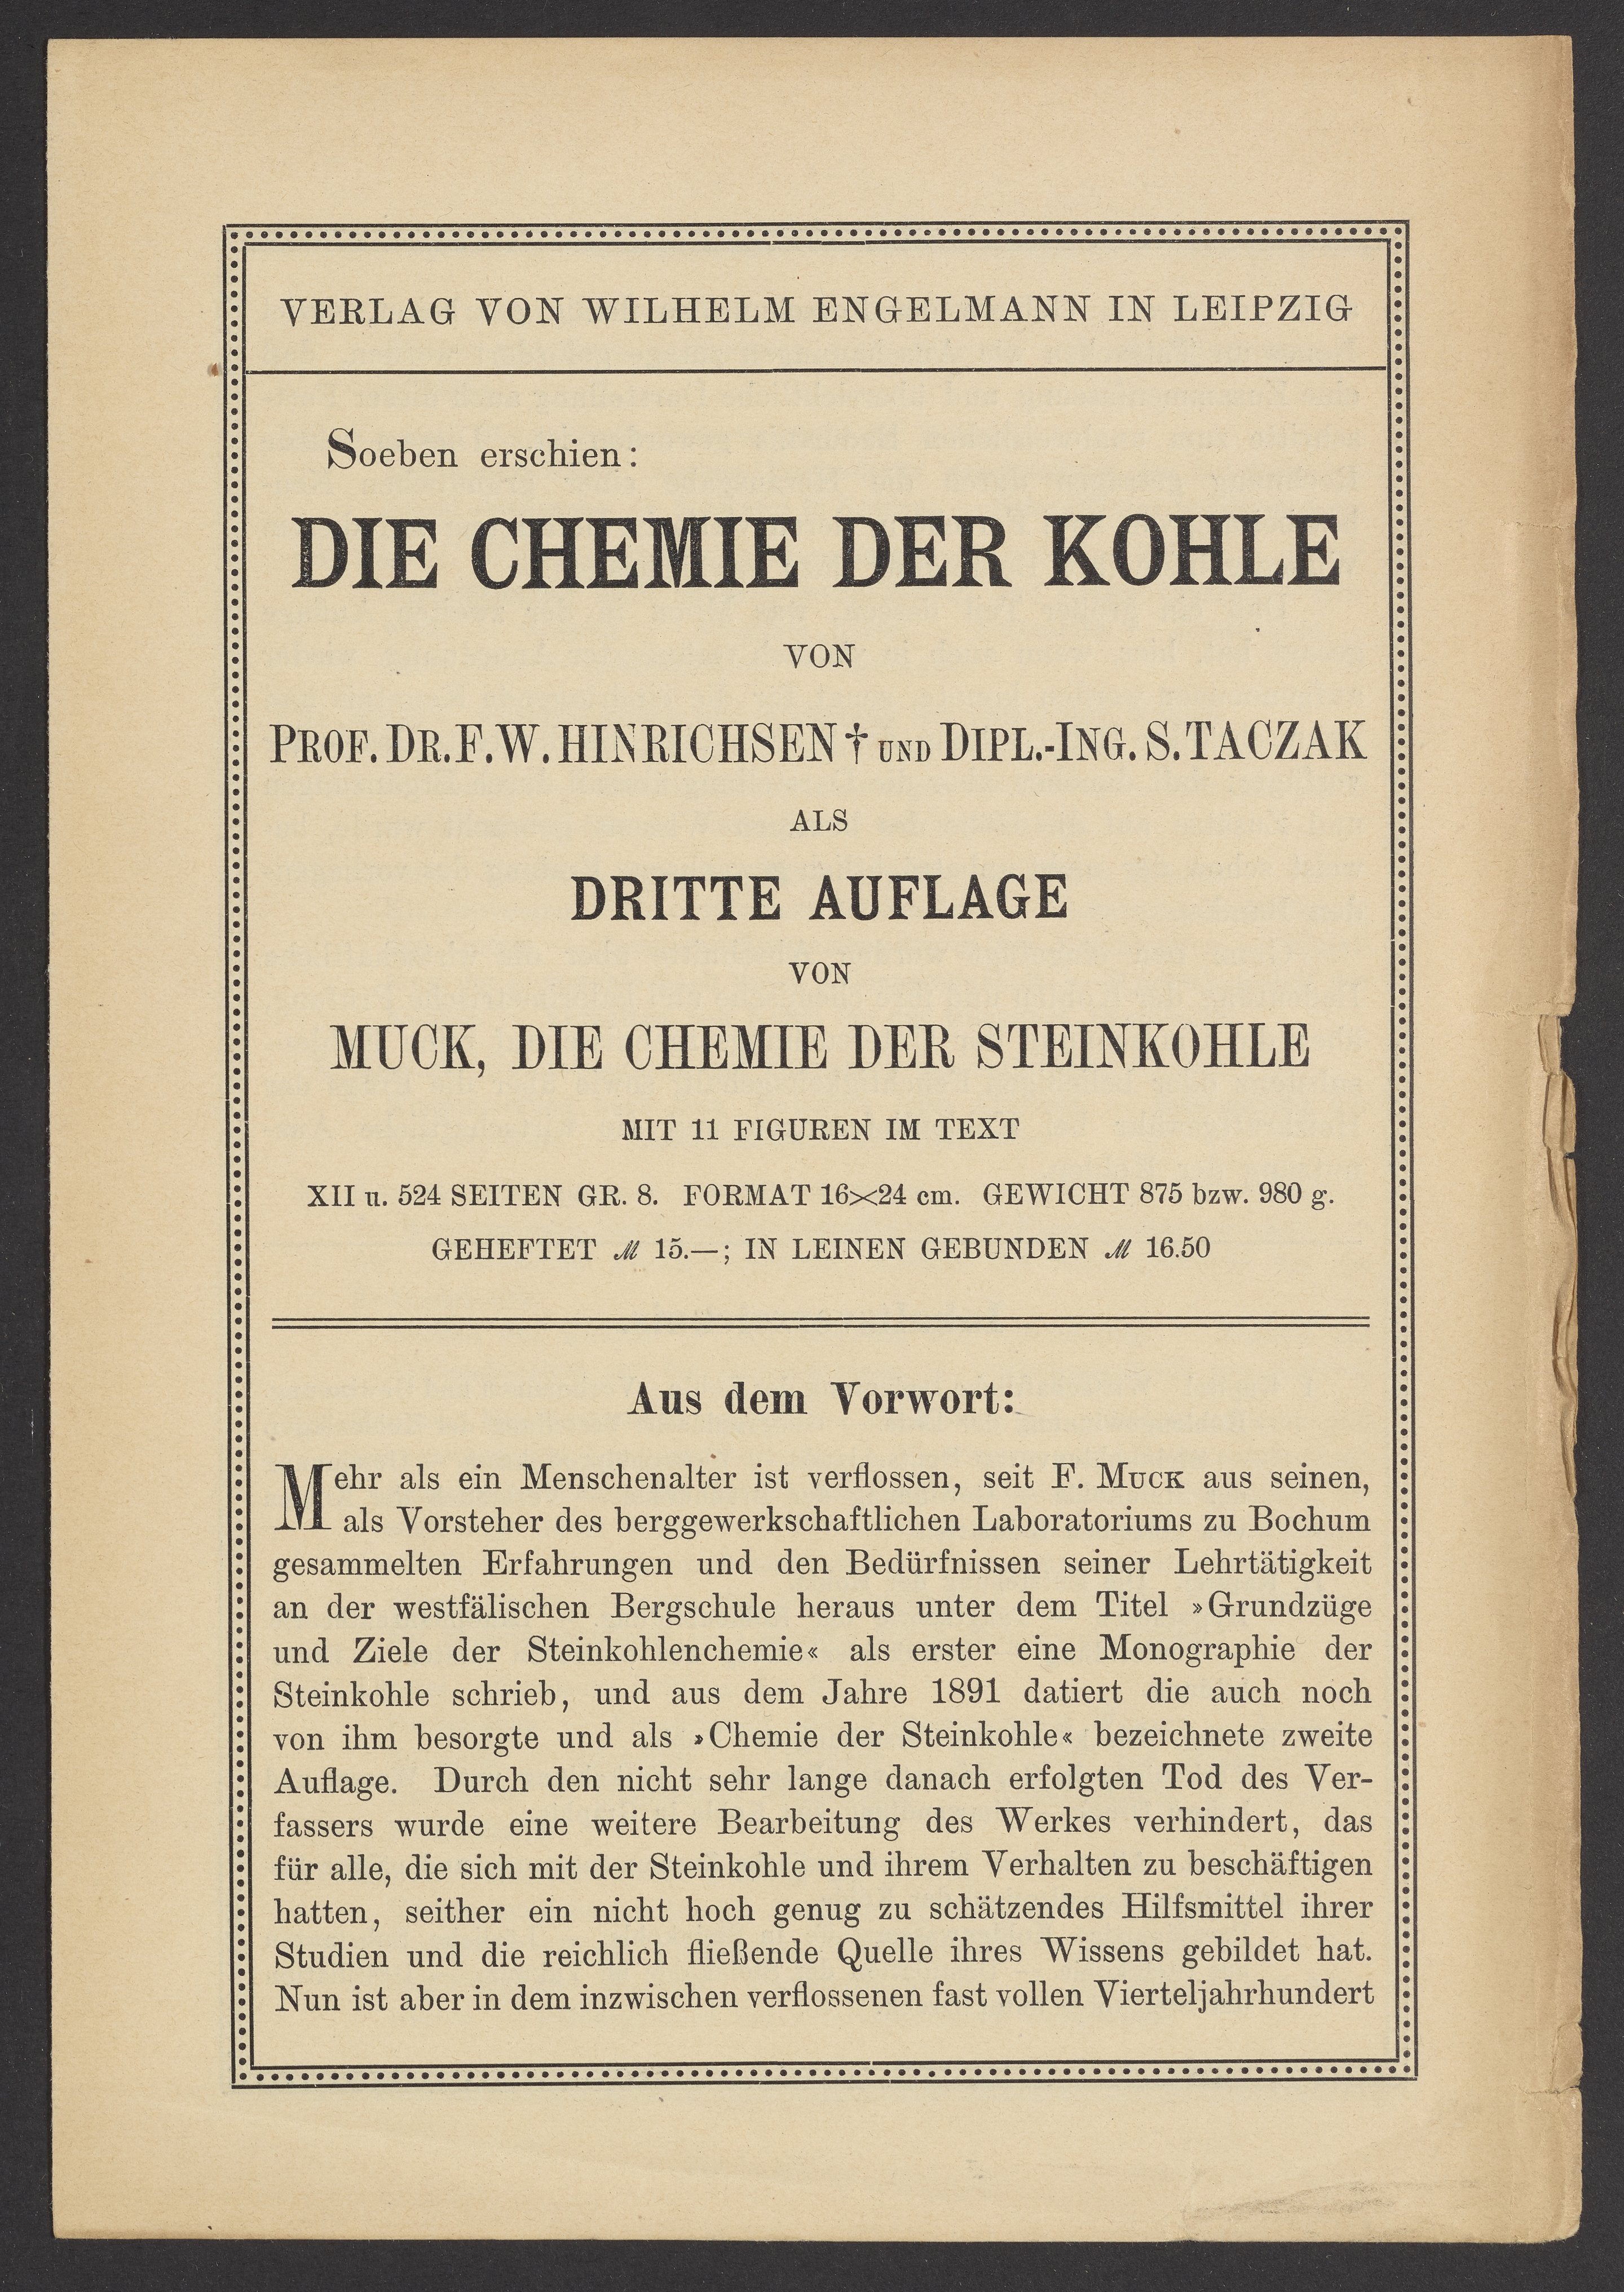 VERLAG VON WILHELM ENGELMANN IN LEIPZIG
Soeben erschien:
DIE CHEMIE DER KOHLE
VON
PROF. DR. F. W. HINRICHSEN † UND DIPL.-ING. S. TACZAK
ALS
DRITTE AUFLAGE
VON
MUCK, DIE CHEMIE DER STEINKOHLE
MIT 11 FIGUREN IM TEXT
XII u. 524 SEITEN GR. 8. FORMAT 16×24 cm. GEWICHT 875 bzw. 980 g.
GEHEFTET ℳ 15.—; IN LEINEN GEBUNDEN ℳ 16.50
Aus dem Vorwort:
Mehr als ein Menschenalter ist verflossen, seit F. MUCK aus seinen,
als Vorsteher des berggewerkschaftlichen Laboratoriums zu Bochum
gesammelten Erfahrungen und den Bedürfnissen seiner Lehrtätigkeit
an der westfälischen Bergschule heraus unter dem Titel »Grundzüge
und Ziele der Steinkohlenchemie« als erster eine Monographie der
Steinkohle schrieb, und aus dem Jahre 1891 datiert die auch noch
von ihm besorgte und als »Chemie der Steinkohle« bezeichnete zweite
Auflage. Durch den nicht sehr lange danach erfolgten Tod des Ver-
fassers wurde eine weitere Bearbeitung des Werkes verhindert, das
für alle, die sich mit der Steinkohle und ihrem Verhalten zu beschäftigen
hatten, seither ein nicht hoch genug zu schätzendes Hilfsmittel ihrer
Studien und die reichlich fließende Quelle ihres Wissens gebildet hat.
Nun ist aber in dem inzwischen verflossenen fast vollen Vierteljahrhundert